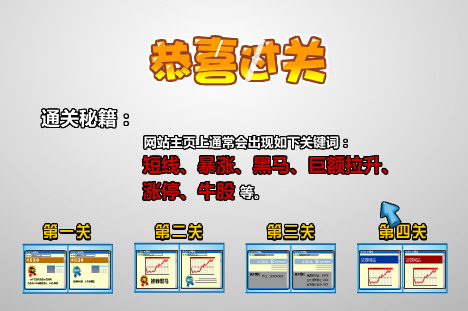 恭喜过关
通关秘籍：
网站主页上通常会出现如下关键词：
短线、暴涨、黑马、巨额拉升、
涨停、牛股 等。
第一关 第二关 第三关 第四关